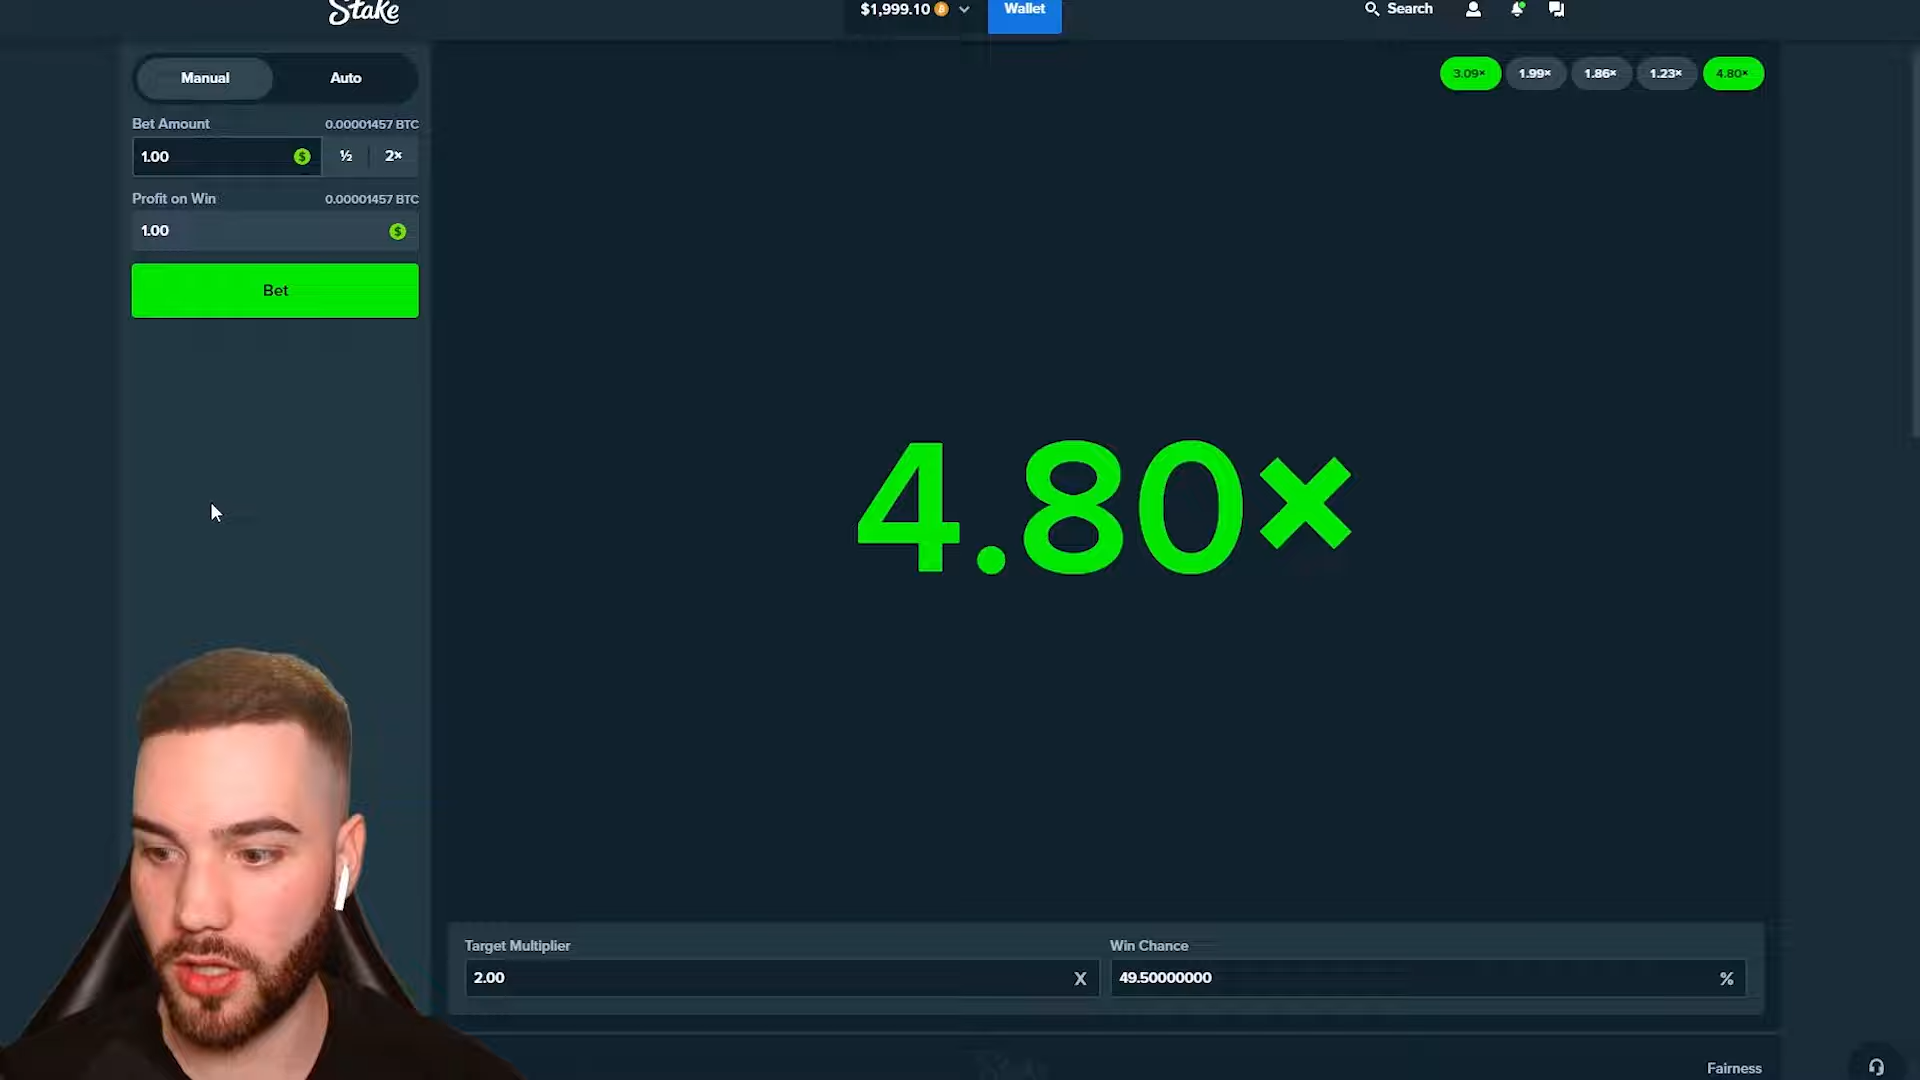 Stake
$1,999.10
Wallet
Search
Manual
Auto
3.09×
1.99×
1.86×
1.23×
4.80×
Bet Amount
0.00001457 BTC
1.00
$
½
2×
Profit on Win
0.00001457 BTC
1.00
$
Bet
4.80×
Target Multiplier
Win Chance
2.00
X
49.50000000
%
Fairness